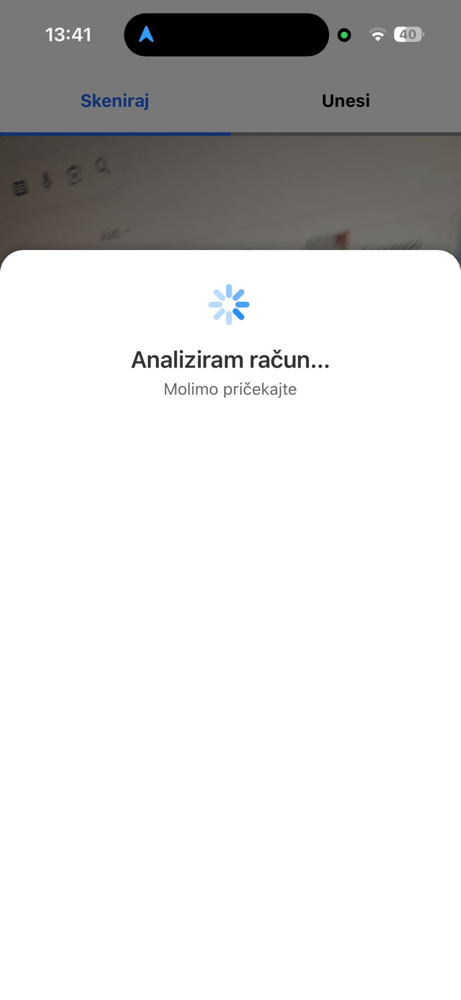 13:41
40
Skeniraj
Unesi
Analiziram račun...
Molimo pričekajte